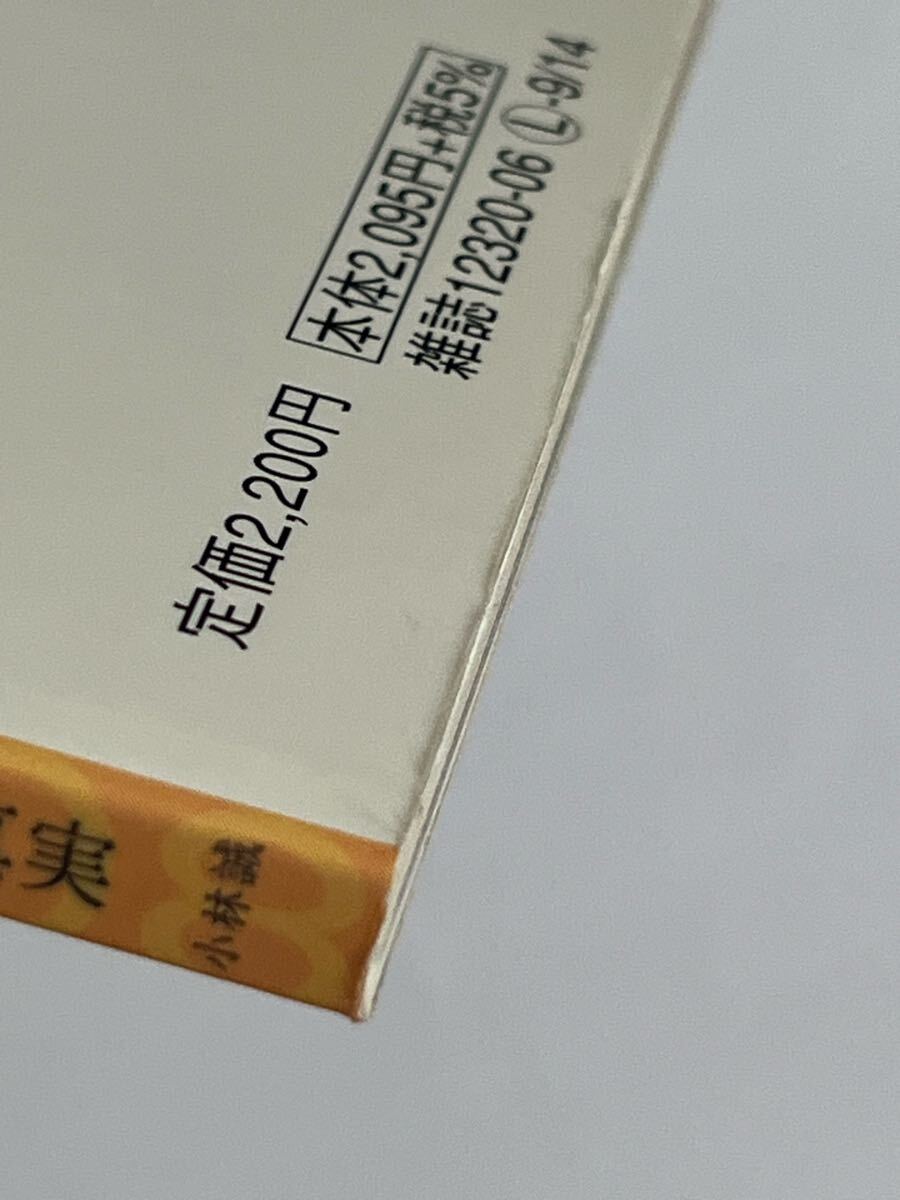 定価2,200円 本体2,095円+税5%
雑誌12320-06 Ⓛ-9/14
実 小林誠